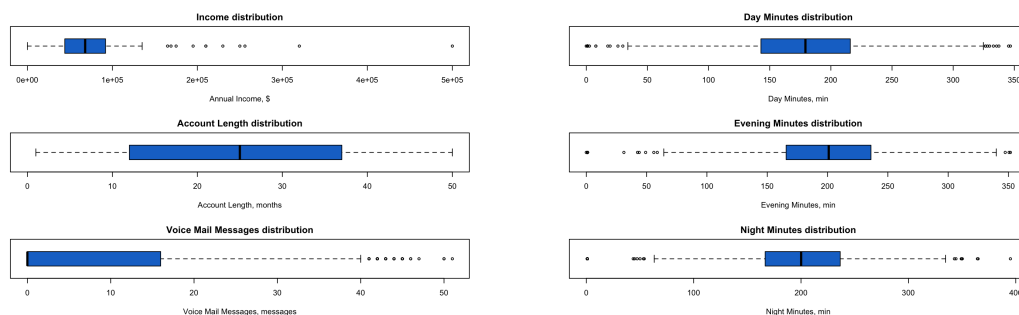 Income distribution
0e+00 1e+05 2e+05 3e+05 4e+05 5e+05
Annual Income, $
Account Length distribution
0 10 20 30 40 50
Account Length, months
Voice Mail Messages distribution
0 10 20 30 40 50
Voice Mail Messages, messages
Day Minutes distribution
0 50 100 150 200 250 300 350
Day Minutes, min
Evening Minutes distribution
0 50 100 150 200 250 300 350
Evening Minutes, min
Night Minutes distribution
0 100 200 300 400
Night Minutes, min